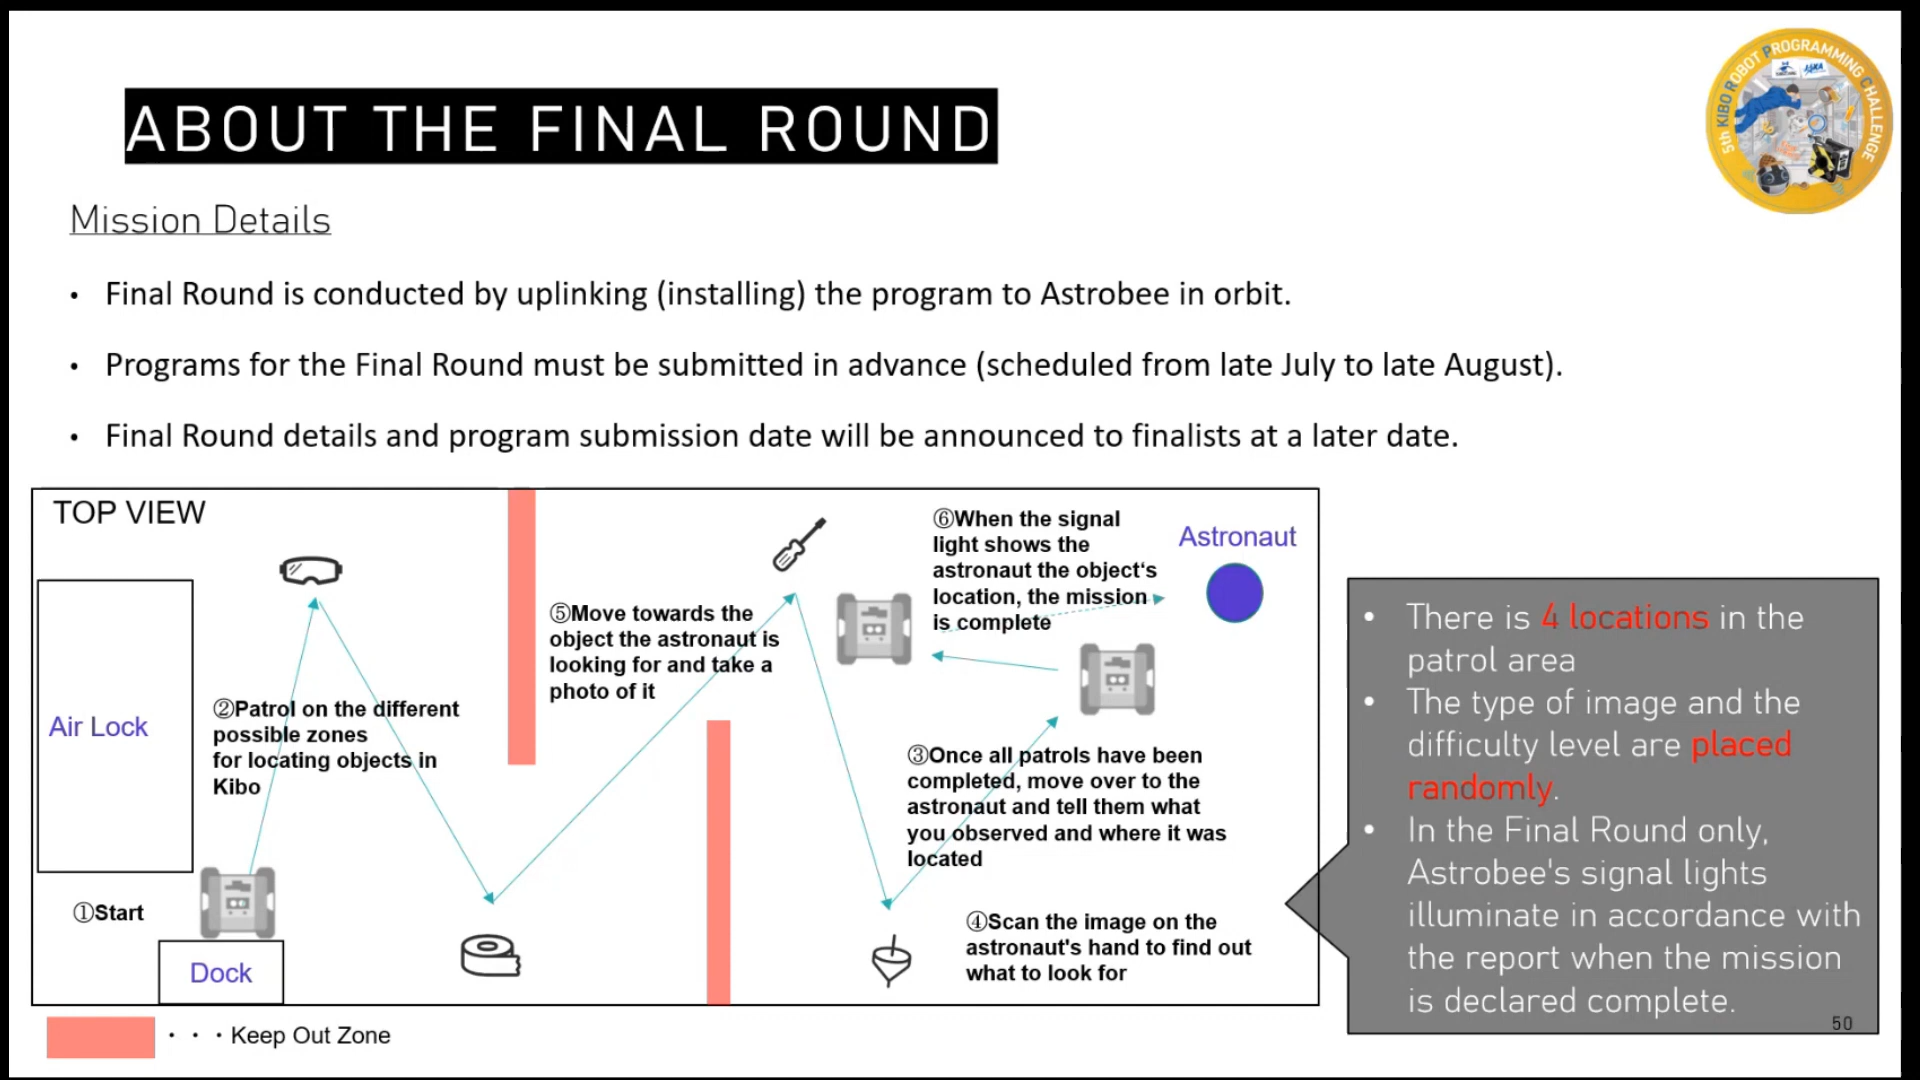 5th KIBO ROBOT PROGRAMMING CHALLENGE
ABOUT THE FINAL ROUND
Mission Details
• Final Round is conducted by uplinking (installing) the program to Astrobee in orbit.
• Programs for the Final Round must be submitted in advance (scheduled from late July to late August).
• Final Round details and program submission date will be announced to finalists at a later date.
TOP VIEW
Air Lock
①Start
Dock
②Patrol on the different
possible zones
for locating objects in
Kibo
⑤Move towards the
object the astronaut is
looking for and take a
photo of it
⑥When the signal
light shows the
astronaut the object‘s
location, the mission
is complete
Astronaut
③Once all patrols have been
completed, move over to the
astronaut and tell them what
you observed and where it was
located
④Scan the image on the
astronaut's hand to find out
what to look for
・・・Keep Out Zone
• There is 4 locations in the
patrol area
• The type of image and the
difficulty level are placed
randomly.
• In the Final Round only,
Astrobee's signal lights
illuminate in accordance with
the report when the mission
is declared complete.
50